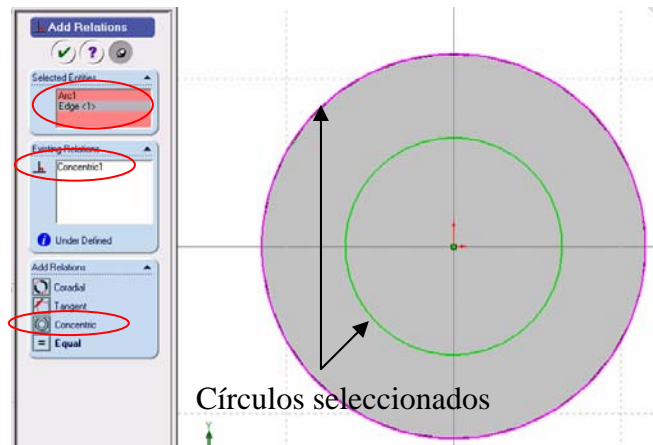 Add Relations
Selected Entities
Arc1
Edge <1>
Existing Relations
Concentric1
Under Defined
Add Relations
Coradial
Tangent
Concentric
Equal
Círculos seleccionados
Y